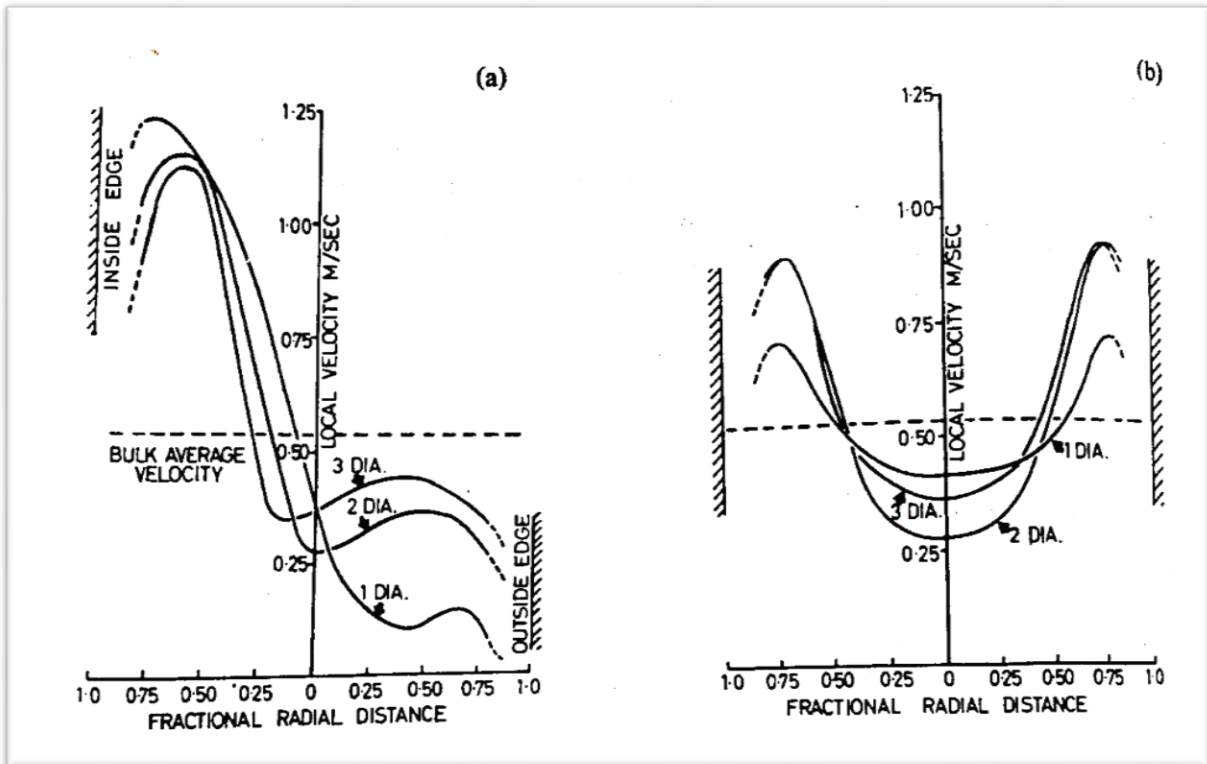 (a)
1·25
1·00
0·75
0·50
0·25
LOCAL VELOCITY M/SEC
INSIDE EDGE
BULK AVERAGE
VELOCITY
3 DIA.
2 DIA.
1 DIA.
OUTSIDE EDGE
1·0 0·75 0·50 0·25 0 0·25 0·50 0·75 1·0
FRACTIONAL RADIAL DISTANCE
(b)
1·25
1·00
0·75
0·50
0·25
LOCAL VELOCITY M/SEC
1 DIA.
3 DIA.
2 DIA.
1·0 0·75 0·50 0·25 0 0·25 0·50 0·75 1·0
FRACTIONAL RADIAL DISTANCE